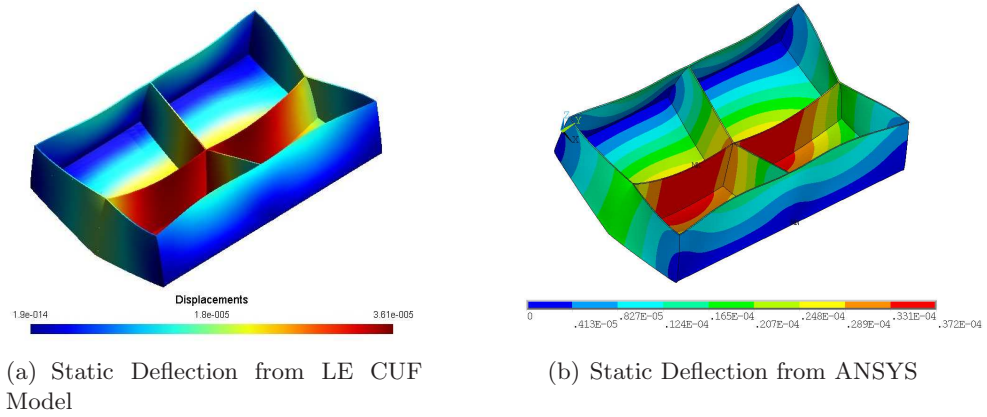 Displacements
1.9e-014 1.8e-005 3.61e-005
0 .827E-05 .165E-04 .248E-04 .331E-04
.413E-05 .124E-04 .207E-04 .289E-04 .372E-04
Z
Y
(a) Static Deflection from LE CUF
Model
(b) Static Deflection from ANSYS